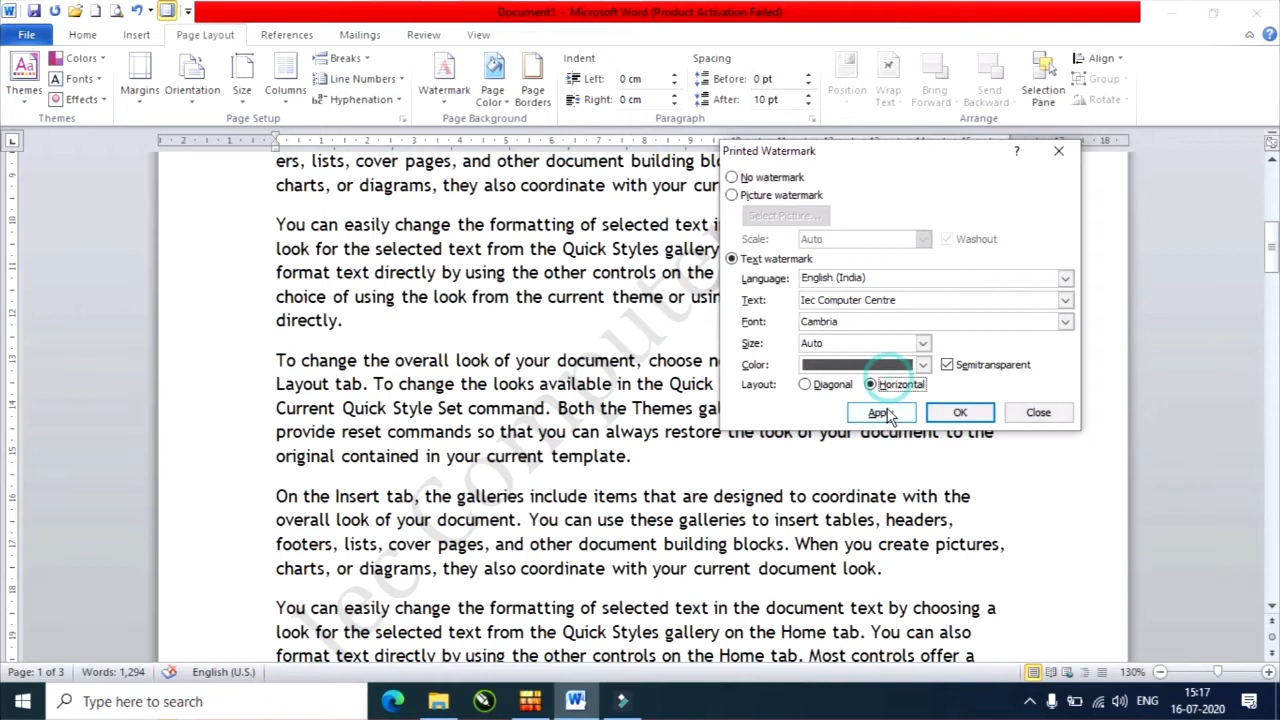 Document1 - Microsoft Word (Product Activation Failed)
File Home Insert Page Layout References Mailings Review View
Themes Colors Fonts Effects Themes
Margins Orientation Size Columns Breaks Line Numbers Hyphenation Page Setup
Watermark Page Color Page Borders Page Background
Indent Left: 0 cm Right: 0 cm Spacing Before: 0 pt After: 10 pt Paragraph
Position Wrap Text Bring Forward Send Backward Selection Pane Align Group Rotate Arrange
ers, lists, cover pages, and other document building blo
charts, or diagrams, they also coordinate with your cur
You can easily change the formatting of selected text i
look for the selected text from the Quick Styles gallery
format text directly by using the other controls on the
choice of using the look from the current theme or usin
directly.
To change the overall look of your document, choose n
Layout tab. To change the looks available in the Quick
Current Quick Style Set command. Both the Themes gal
provide reset commands so that you can always restore the look of your document to the
original contained in your current template.
On the Insert tab, the galleries include items that are designed to coordinate with the
overall look of your document. You can use these galleries to insert tables, headers,
footers, lists, cover pages, and other document building blocks. When you create pictures,
charts, or diagrams, they also coordinate with your current document look.
You can easily change the formatting of selected text in the document text by choosing a
look for the selected text from the Quick Styles gallery on the Home tab. You can also
format text directly by using the other controls on the Home tab. Most controls offer a
Iec Computer
Printed Watermark
No watermark
Picture watermark
Select Picture...
Scale: Auto Washout
Text watermark
Language: English (India)
Text: Iec Computer Centre
Font: Cambria
Size: Auto
Color: Semitransparent
Layout: Diagonal Horizontal
Apply OK Close
Page: 1 of 3 Words: 1,294 English (U.S.) 130%
Type here to search
ENG 15:17
16-07-2020